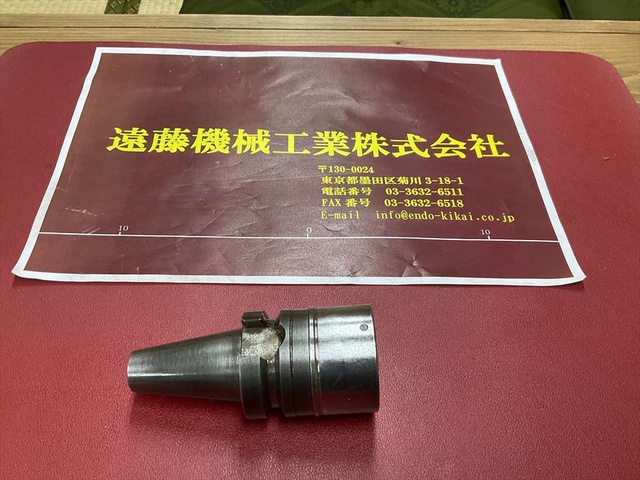 遠藤機械工業株式会社
〒130-0024
東京都墨田区菊川3-18-1
電話番号 03-3632-6511
FAX番号 03-3632-6518
E-mail info@endo-kikai.co.jp
10 0 10